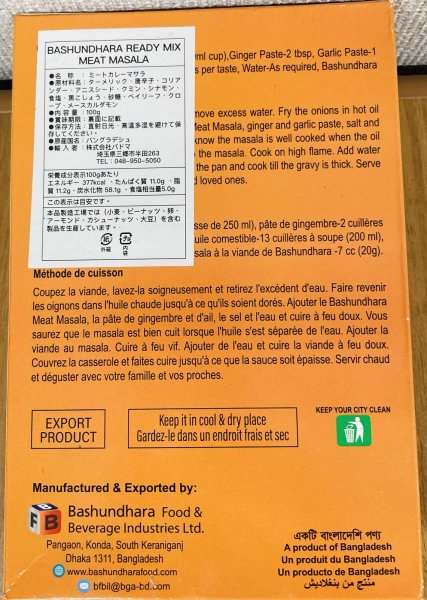 BASHUNDHARA READY MIX
MEAT MASALA
●名 称 : ミートカレーマサラ
●原材料 : ターメリック・唐辛子・コリアンダー・アニスシード・クミン・シナモン・食塩・黒こしょう・砂糖・ベイリーフ・クローブ・メースカルダモン
●内容量 : 100g
●賞味期限 : 裏面に記載
●保存方法 : 直射日光・高温多湿を避けて保存してください
●原産国名 : バングラデシュ
●輸入者 : 株式会社パドマ
埼玉県三郷市半田263
TEL : 048-950-5050
栄養成分表示100gあたり
エネルギー 377kcal ・たんぱく質 11.0g ・脂質 11.2g・炭水化物 58.1g ・食塩相当量5.0g
この表示は目安です・
本品製造工場では(小麦・ピーナッツ・卵・アーモンド・カシューナッツ・大豆)を含む製品を生産しています・
紙
外箱
プラ
内袋
ml cup),Ginger Paste-2 tbsp, Garlic Paste-1
s per taste, Water-As required, Bashundhara
move excess water. Fry the onions in hot oil
Meat Masala, ginger and garlic paste, salt and
know the masala is well cooked when the oil
the masala. Cook on high flame. Add water
the pan and cook till the gravy is thick. Serve
d loved ones.
sse de 250 ml), pâte de gingembre-2 cuillères
uile comestible-13 cuillères à soupe (200 ml),
sala à la viande de Bashundhara -7 cc (20g).
Méthode de cuisson
Coupez la viande, lavez-la soigneusement et retirez l'excédent d'eau. Faire revenir
les oignons dans l'huile chaude jusqu'à ce qu'ils soient dorés. Ajouter le Bashundhara
Meat Masala, la pâte de gingembre et d'ail, le sel et l'eau et cuire à feu doux. Vous
saurez que le masala est bien cuit lorsque l'huile s'est séparée de l'eau. Ajouter la
viande au masala. Cuire à feu vif. Ajouter de l'eau et cuire la viande à feu doux.
Couvrez la casserole et faites cuire jusqu'à ce que la sauce soit épaisse. Servir chaud
et déguster avec votre famille et vos proches.
EXPORT
PRODUCT
Keep it in cool & dry place
Gardez-le dans un endroit frais et sec
KEEP YOUR CITY CLEAN
Manufactured & Exported by:
F B
Bashundhara Food &
Beverage Industries Ltd.
Pangaon, Konda, South Keraniganj
Dhaka 1311, Bangladesh
www.bashundharafood.com
bfbil@bga-bd.com
একটি বাংলাদেশি পণ্য
A product of Bangladesh
Un produit du Bangladesh
Un producto de Bangladesh
منتج من بنغلاديش